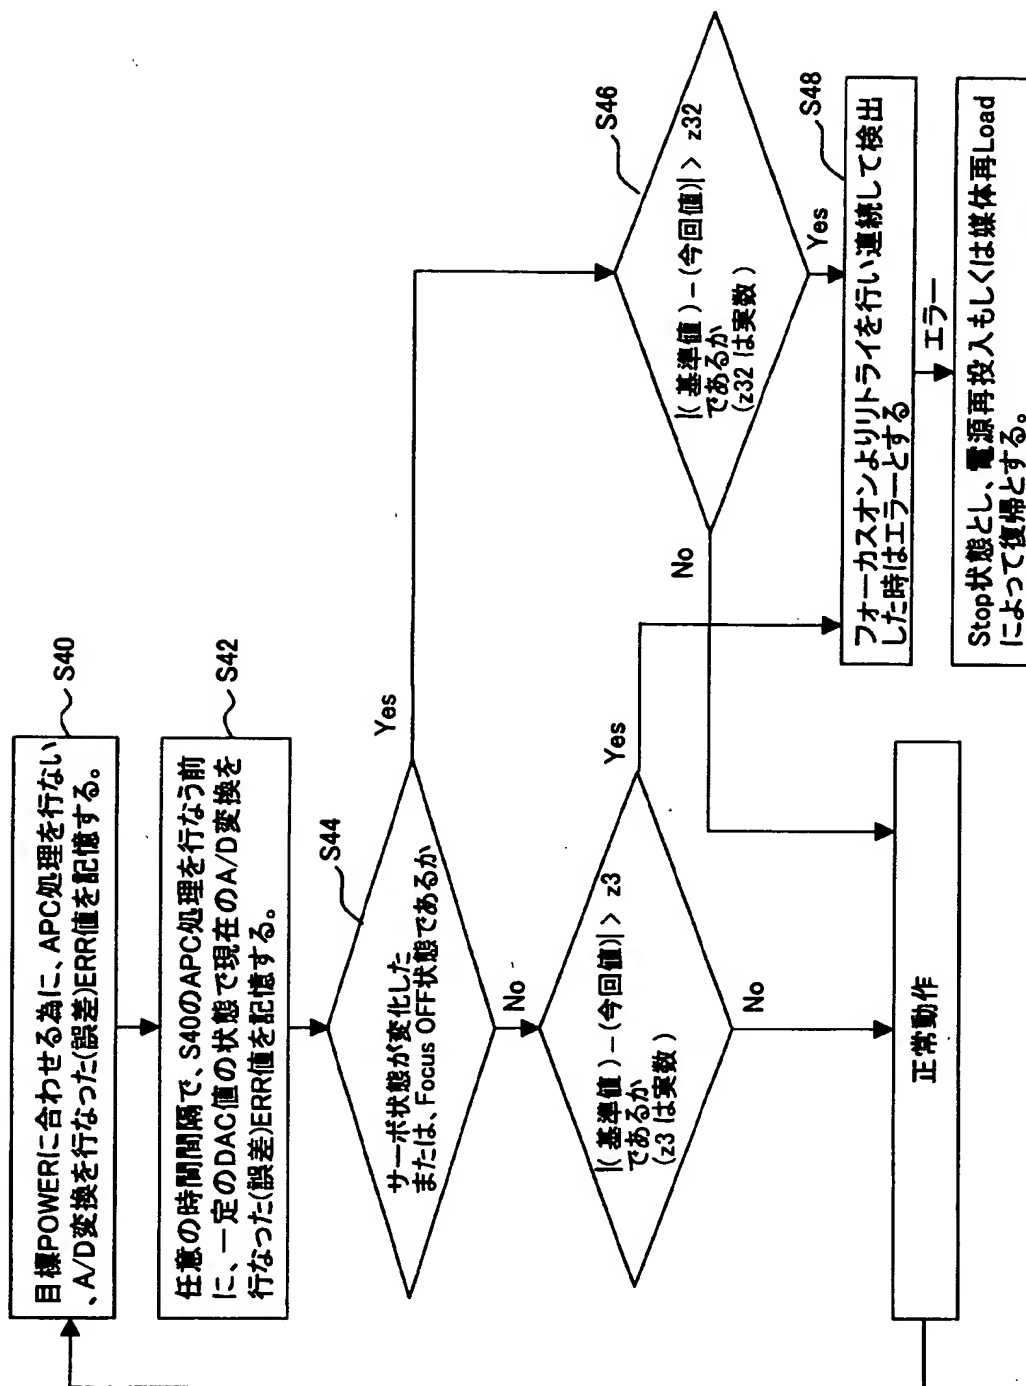 目標POWERに合わせる為に、APC処理を行ない
、A/D変換を行なった(誤差)ERR値を記憶する。
S40
任意の時間間隔で、S40のAPC処理を行なう前
に、一定のDAC値の状態で現在のA/D変換を
行なった(誤差)ERR値を記憶する。
S42
S44
サーボ状態が変化した
または、Focus OFF状態であるか
Yes
No
|(基準値)-(今回値)| > z3
であるか
(z3 は実数)
Yes
No
S46
|(基準値)-(今回値)| > z32
であるか
(z32 は実数)
No
Yes
S48
フォーカスオンよりリトライを行い連続して検出
した時はエラーとする
エラー
Stop状態とし、電源再投入もしくは媒体再Load
によって復帰とする。
正常動作